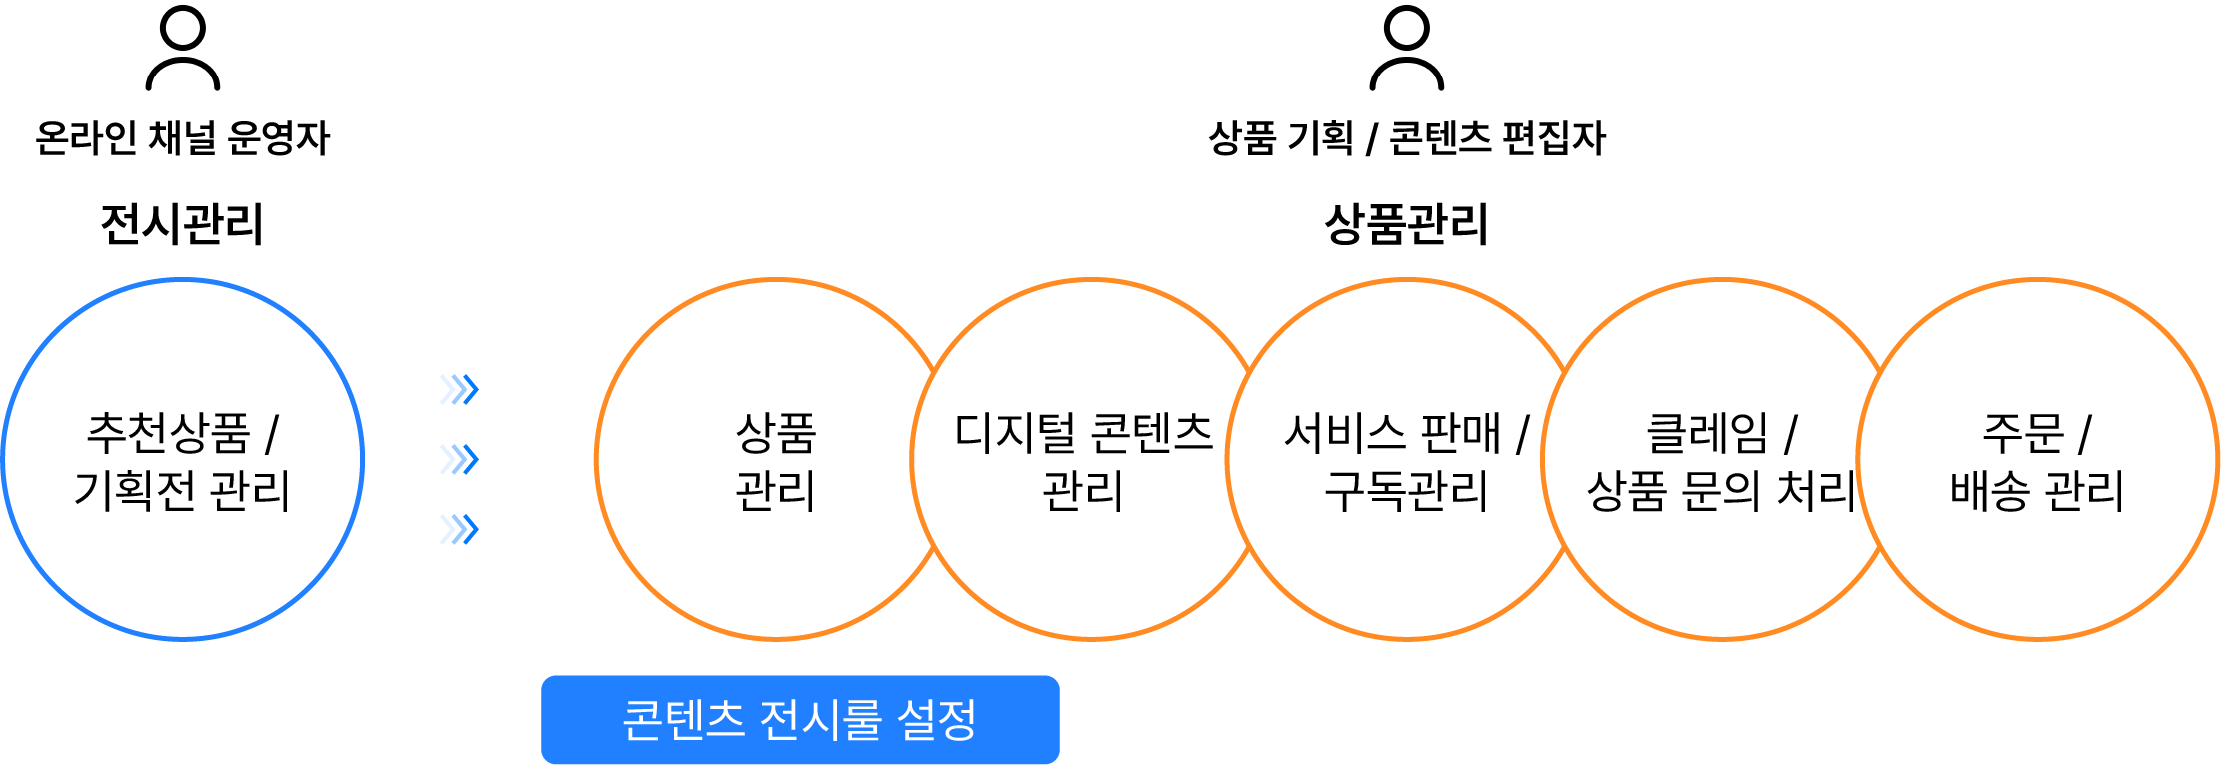 온라인 채널 운영자
전시관리
추천상품 /
기획전 관리
상품 기획 / 콘텐츠 편집자
상품관리
상품
관리
디지털 콘텐츠
관리
서비스 판매 /
구독관리
클레임 /
상품 문의 처리
주문 /
배송 관리
콘텐츠 전시룰 설정